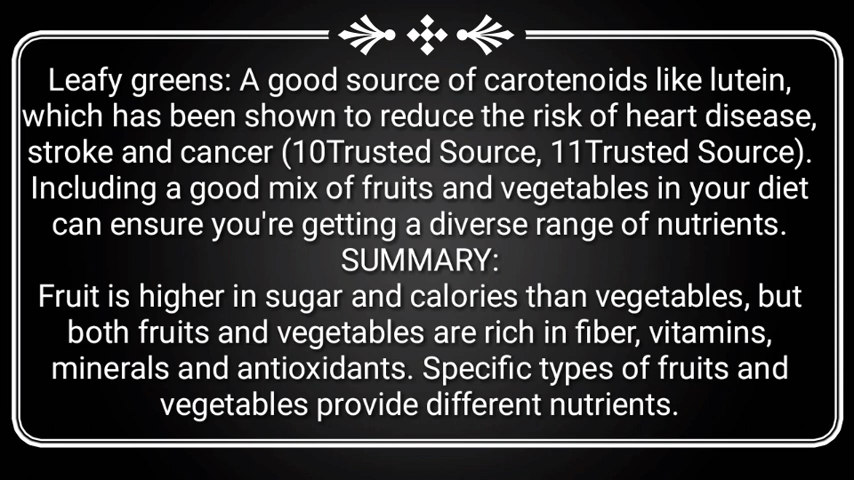 Leafy greens: A good source of carotenoids like lutein,
which has been shown to reduce the risk of heart disease,
stroke and cancer (10Trusted Source, 11Trusted Source).
Including a good mix of fruits and vegetables in your diet
can ensure you're getting a diverse range of nutrients.
SUMMARY:
Fruit is higher in sugar and calories than vegetables, but
both fruits and vegetables are rich in fiber, vitamins,
minerals and antioxidants. Specific types of fruits and
vegetables provide different nutrients.